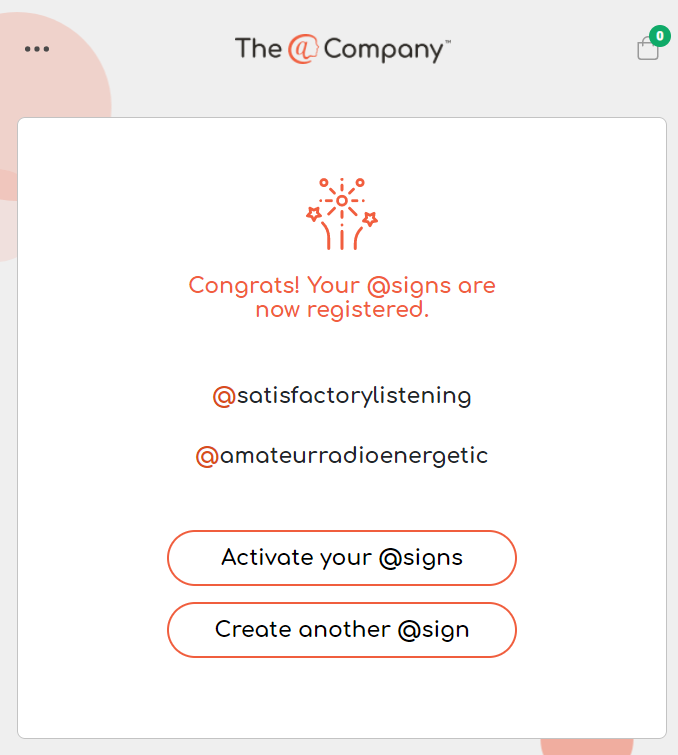 The @ Company™
0
Congrats! Your @signs are
now registered.
@satisfactorylistening
@amateurradioenergetic
Activate your @signs
Create another @sign